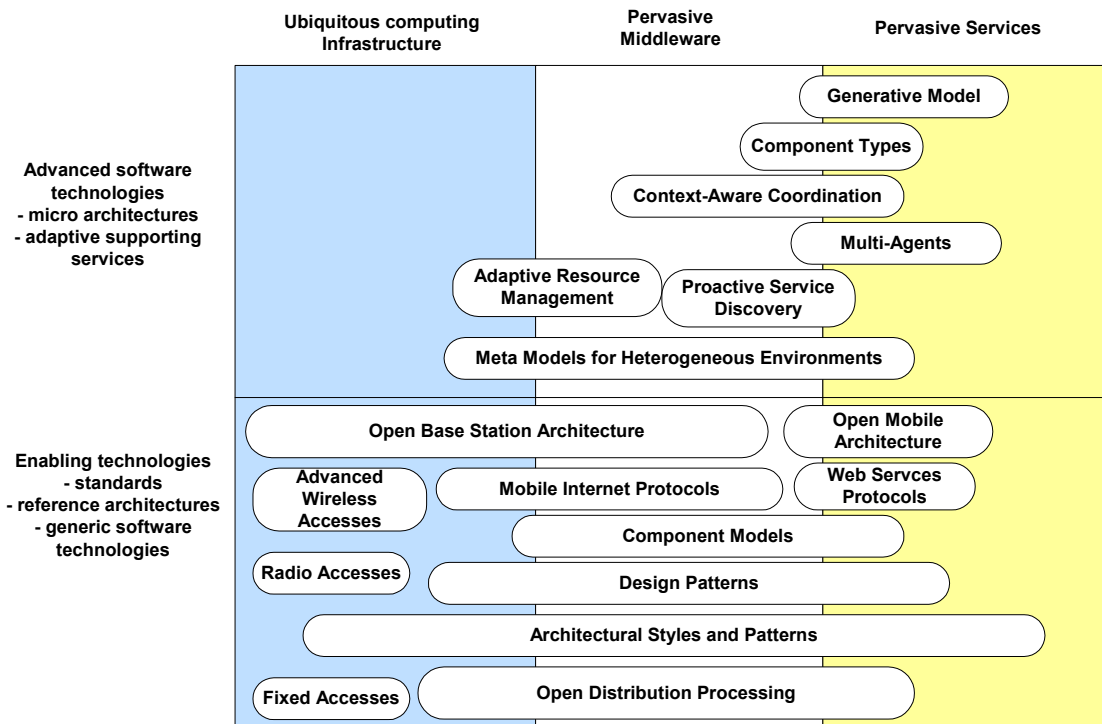 Ubiquitous computing
Infrastructure
Pervasive
Middleware
Pervasive Services
Advanced software
technologies
- micro architectures
- adaptive supporting
services
Generative Model
Component Types
Context-Aware Coordination
Multi-Agents
Adaptive Resource
Management
Proactive Service
Discovery
Meta Models for Heterogeneous Environments
Enabling technologies
- standards
- reference architectures
- generic software
technologies
Open Base Station Architecture
Open Mobile
Architecture
Advanced
Wireless
Accesses
Mobile Internet Protocols
Web Servces
Protocols
Component Models
Radio Accesses
Design Patterns
Architectural Styles and Patterns
Fixed Accesses
Open Distribution Processing